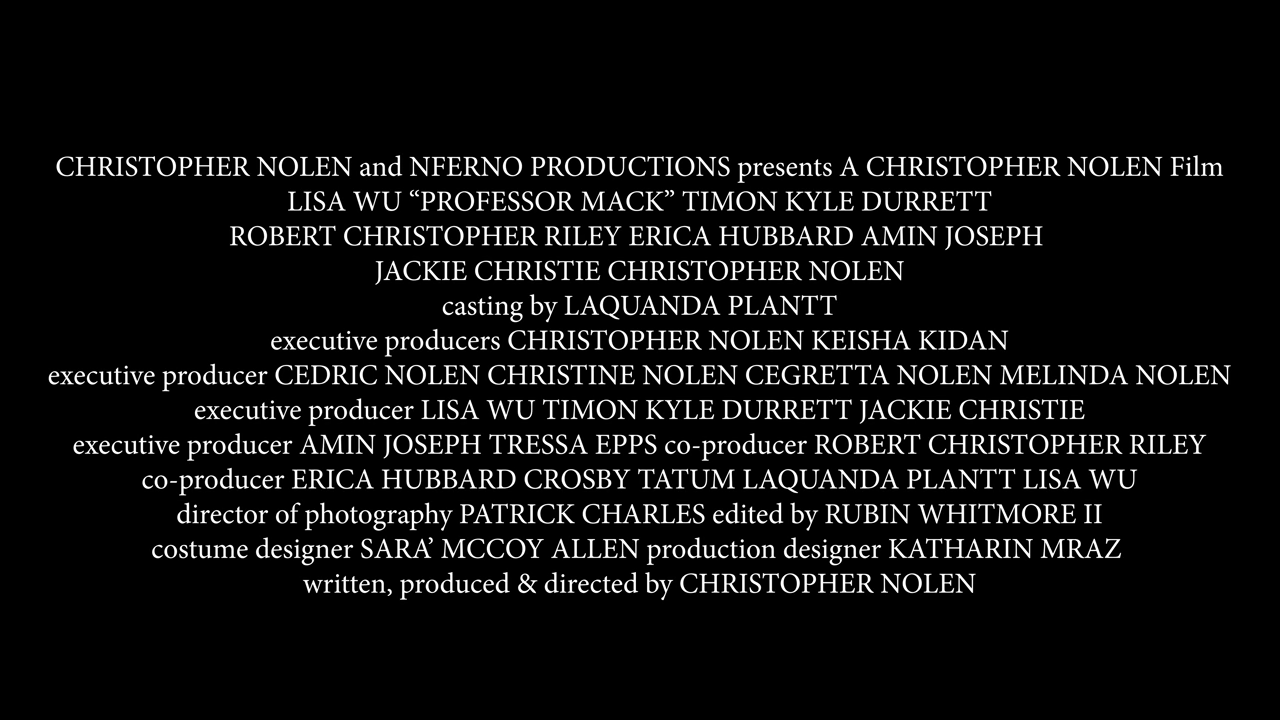 CHRISTOPHER NOLEN and NFERNO PRODUCTIONS presents A CHRISTOPHER NOLEN Film
LISA WU “PROFESSOR MACK” TIMON KYLE DURRETT
ROBERT CHRISTOPHER RILEY ERICA HUBBARD AMIN JOSEPH
JACKIE CHRISTIE CHRISTOPHER NOLEN
casting by LAQUANDA PLANTT
executive producers CHRISTOPHER NOLEN KEISHA KIDAN
executive producer CEDRIC NOLEN CHRISTINE NOLEN CEGRETTA NOLEN MELINDA NOLEN
executive producer LISA WU TIMON KYLE DURRETT JACKIE CHRISTIE
executive producer AMIN JOSEPH TRESSA EPPS co-producer ROBERT CHRISTOPHER RILEY
co-producer ERICA HUBBARD CROSBY TATUM LAQUANDA PLANTT LISA WU
director of photography PATRICK CHARLES edited by RUBIN WHITMORE II
costume designer SARA’ MCCOY ALLEN production designer KATHARIN MRAZ
written, produced & directed by CHRISTOPHER NOLEN